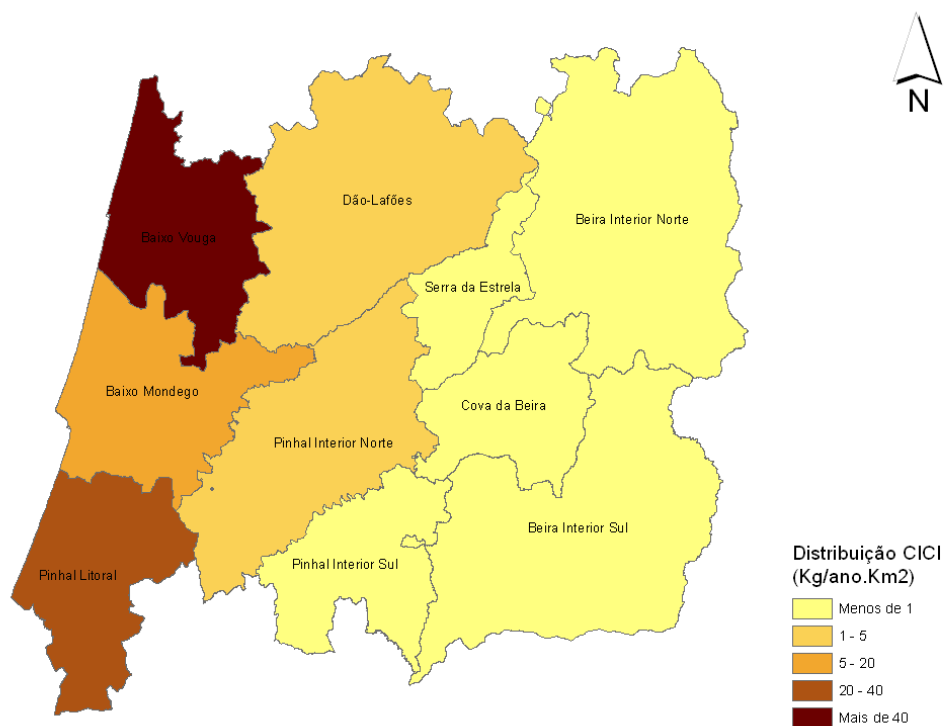 N
Dão-Lafões
Beira Interior Norte
Baixo Vouga
Serra da Estrela
Baixo Mondego
Cova da Beira
Pinhal Interior Norte
Beira Interior Sul
Pinhal Interior Sul
Pinhal Litoral
Distribuição CICI
(Kg/ano.Km2)
Menos de 1
1 - 5
5 - 20
20 - 40
Mais de 40